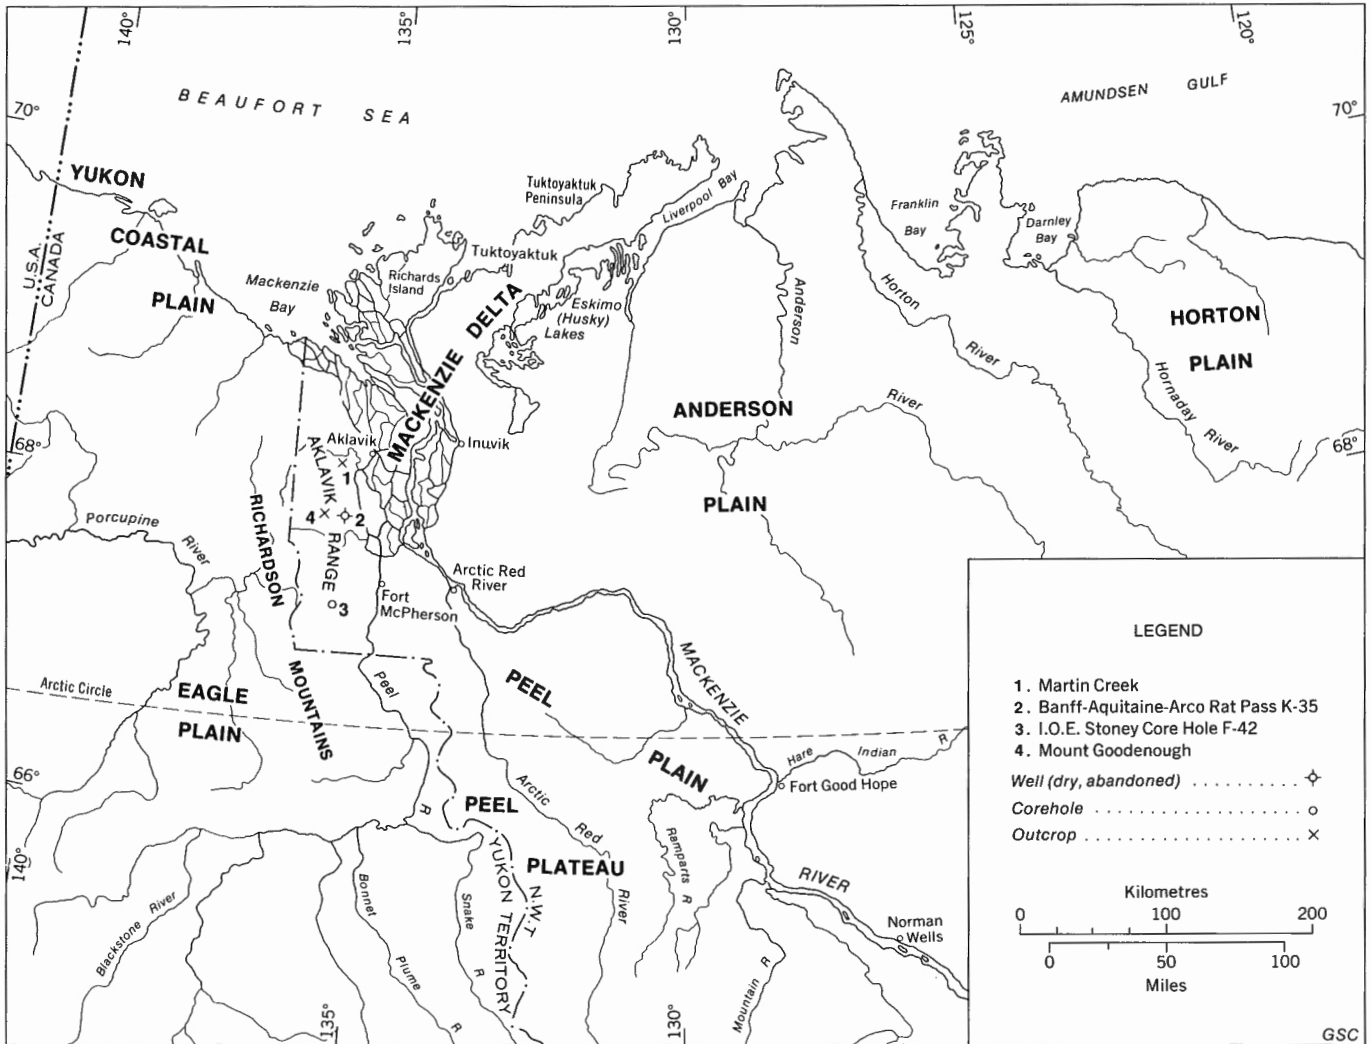 140°
135°
130°
125°
120°
BEAUFORT SEA
AMUNDSEN GULF
70°
70°
YUKON
COASTAL
PLAIN
U.S.A.
CANADA
Tuktoyaktuk
Peninsula
Liverpool Bay
Franklin
Bay
Darnley
Bay
Tuktoyaktuk
Mackenzie
Bay
Richards
Island
Eskimo
(Husky)
Lakes
MACKENZIE DELTA
Anderson
River
Horton
River
HORTON
PLAIN
Hornaday
River
ANDERSON
PLAIN
68°
68°
Aklavik
Inuvik
AKLAVIK
RANGE
1
4
2
3
Porcupine
River
RICHARDSON
MOUNTAINS
Arctic Red
River
Fort
McPherson
Arctic Circle
EAGLE
PLAIN
Peel
R
PEEL
PLAIN
MACKENZIE
RIVER
Hare Indian R
Fort Good Hope
66°
PEEL
PLATEAU
Arctic
Red
River
Ramparts R
YUKON TERRITORY
N.W.T
140°
Blackstone River
Bonnet
Plume
R
Snake
R
Mountain R
Norman
Wells
135°
130°
LEGEND
1. Martin Creek
2. Banff-Aquitaine-Arco Rat Pass K-35
3. I.O.E. Stoney Core Hole F-42
4. Mount Goodenough
Well (dry, abandoned) ..........
Corehole ....................
Outcrop .....................
Kilometres
0 100 200
0 50 100
Miles
GSC